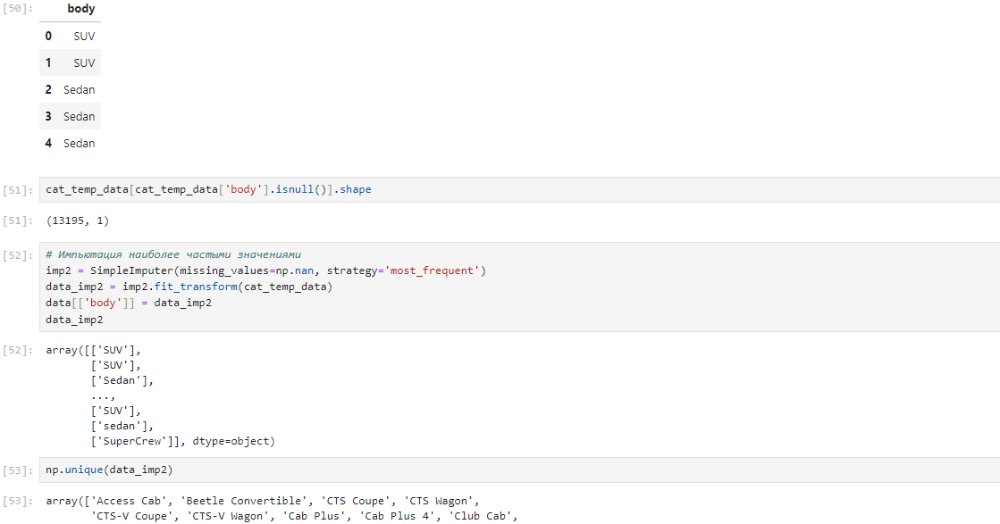 [50]: body
0 SUV
1 SUV
2 Sedan
3 Sedan
4 Sedan
[51]: cat_temp_data[cat_temp_data['body'].isnull()].shape
[51]: (13195, 1)
[52]: # Импьютация наиболее частыми значениями
imp2 = SimpleImputer(missing_values=np.nan, strategy='most_frequent')
data_imp2 = imp2.fit_transform(cat_temp_data)
data[['body']] = data_imp2
data_imp2
[52]: array([['SUV'],
['SUV'],
['Sedan'],
...,
['SUV'],
['sedan'],
['SuperCrew']], dtype=object)
[53]: np.unique(data_imp2)
[53]: array(['Access Cab', 'Beetle Convertible', 'CTS Coupe', 'CTS Wagon',
'CTS-V Coupe', 'CTS-V Wagon', 'Cab Plus', 'Cab Plus 4', 'Club Cab',